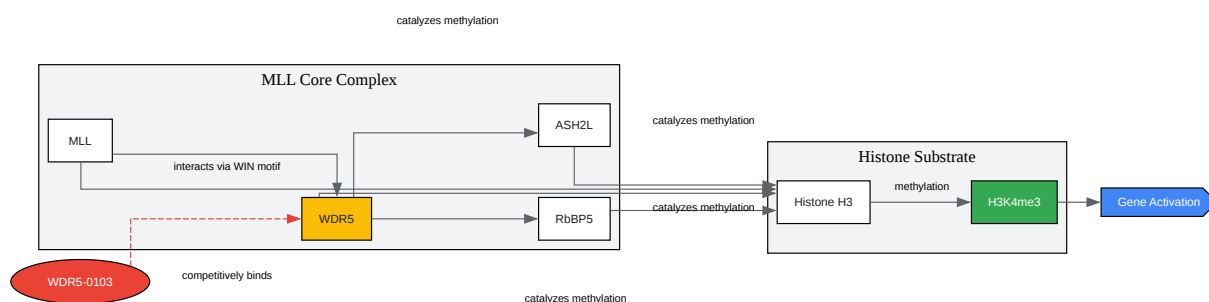 catalyzes methylation
MLL Core Complex
ASH2L
catalyzes methylation
MLL
Histone Substrate
interacts via WIN motif
methylation
WDR5
RbBP5
catalyzes methylation
Histone H3
H3K4me3
Gene Activation
WDR5-0103
competitively binds
catalyzes methylation